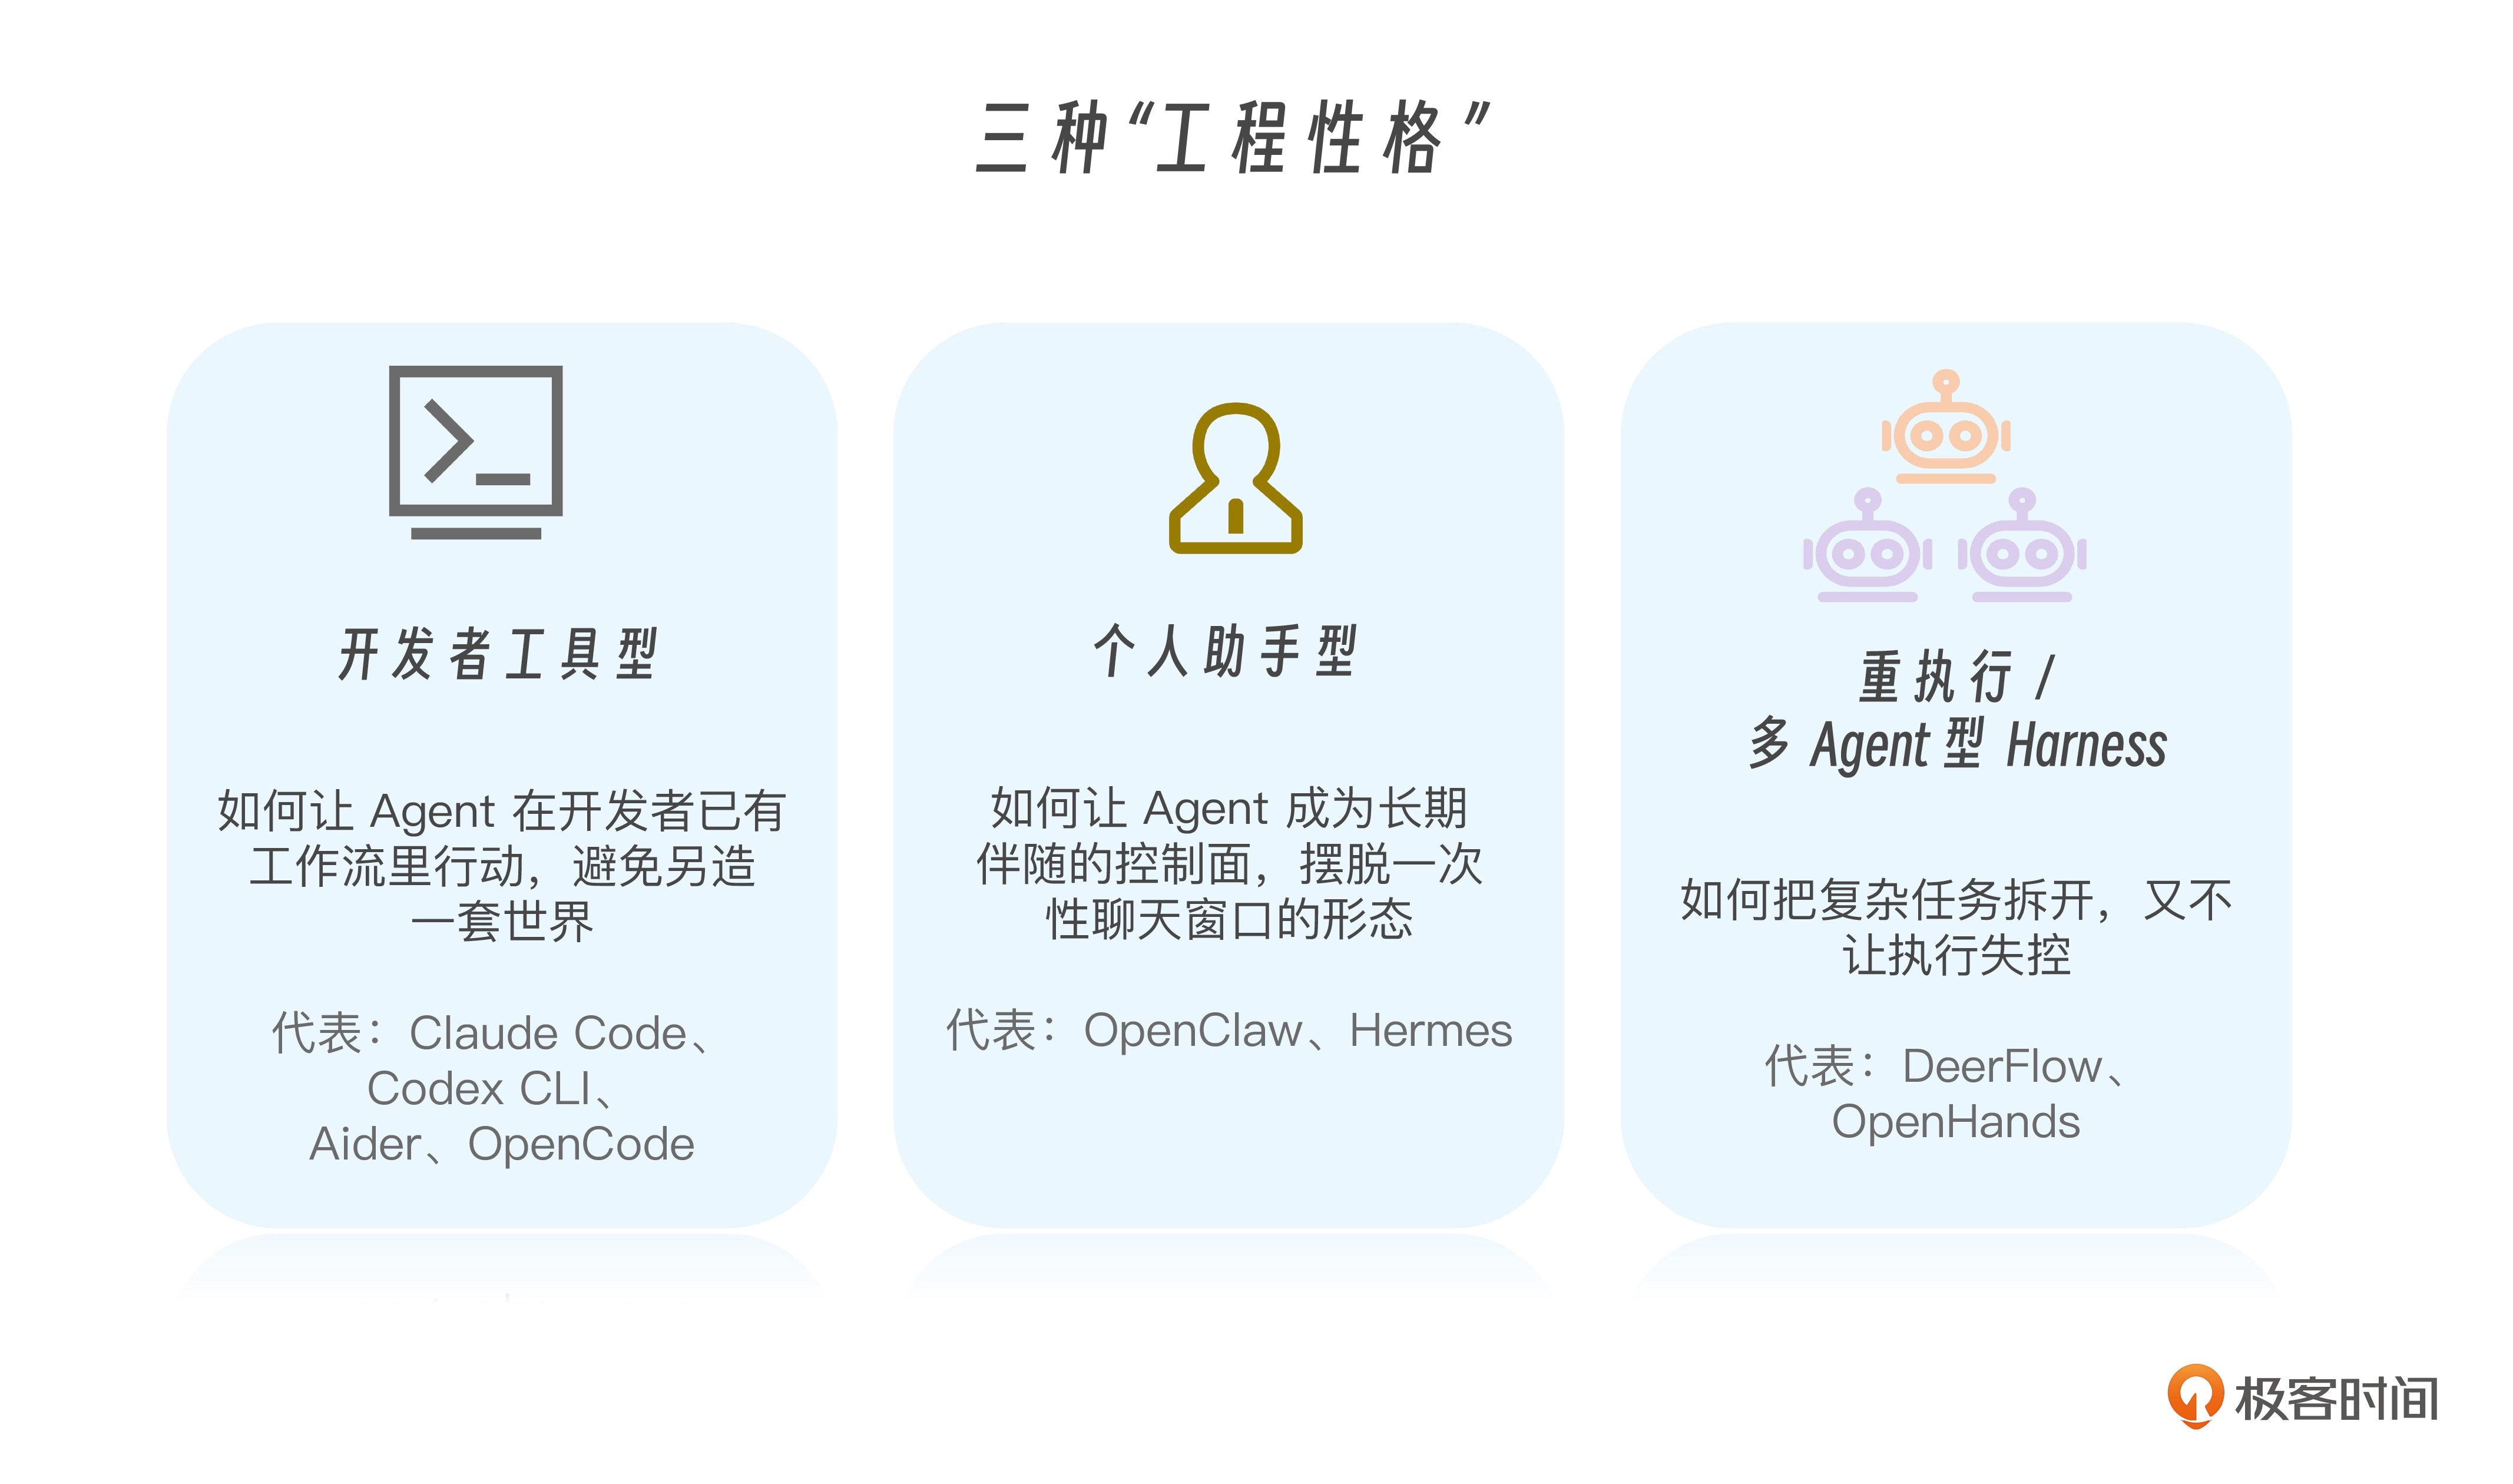 三种“工程性格”
开发者工具型
如何让 Agent 在开发者已有
工作流里行动，避免另造
一套世界
代表：Claude Code、
Codex CLI、
Aider、OpenCode
个人助手型
如何让 Agent 成为长期
伴随的控制面，摆脱一次
性聊天窗口的形态
代表：OpenClaw、Hermes
重执行 /
多 Agent 型 Harness
如何把复杂任务拆开，又不
让执行失控
代表：DeerFlow、
OpenHands
极客时间